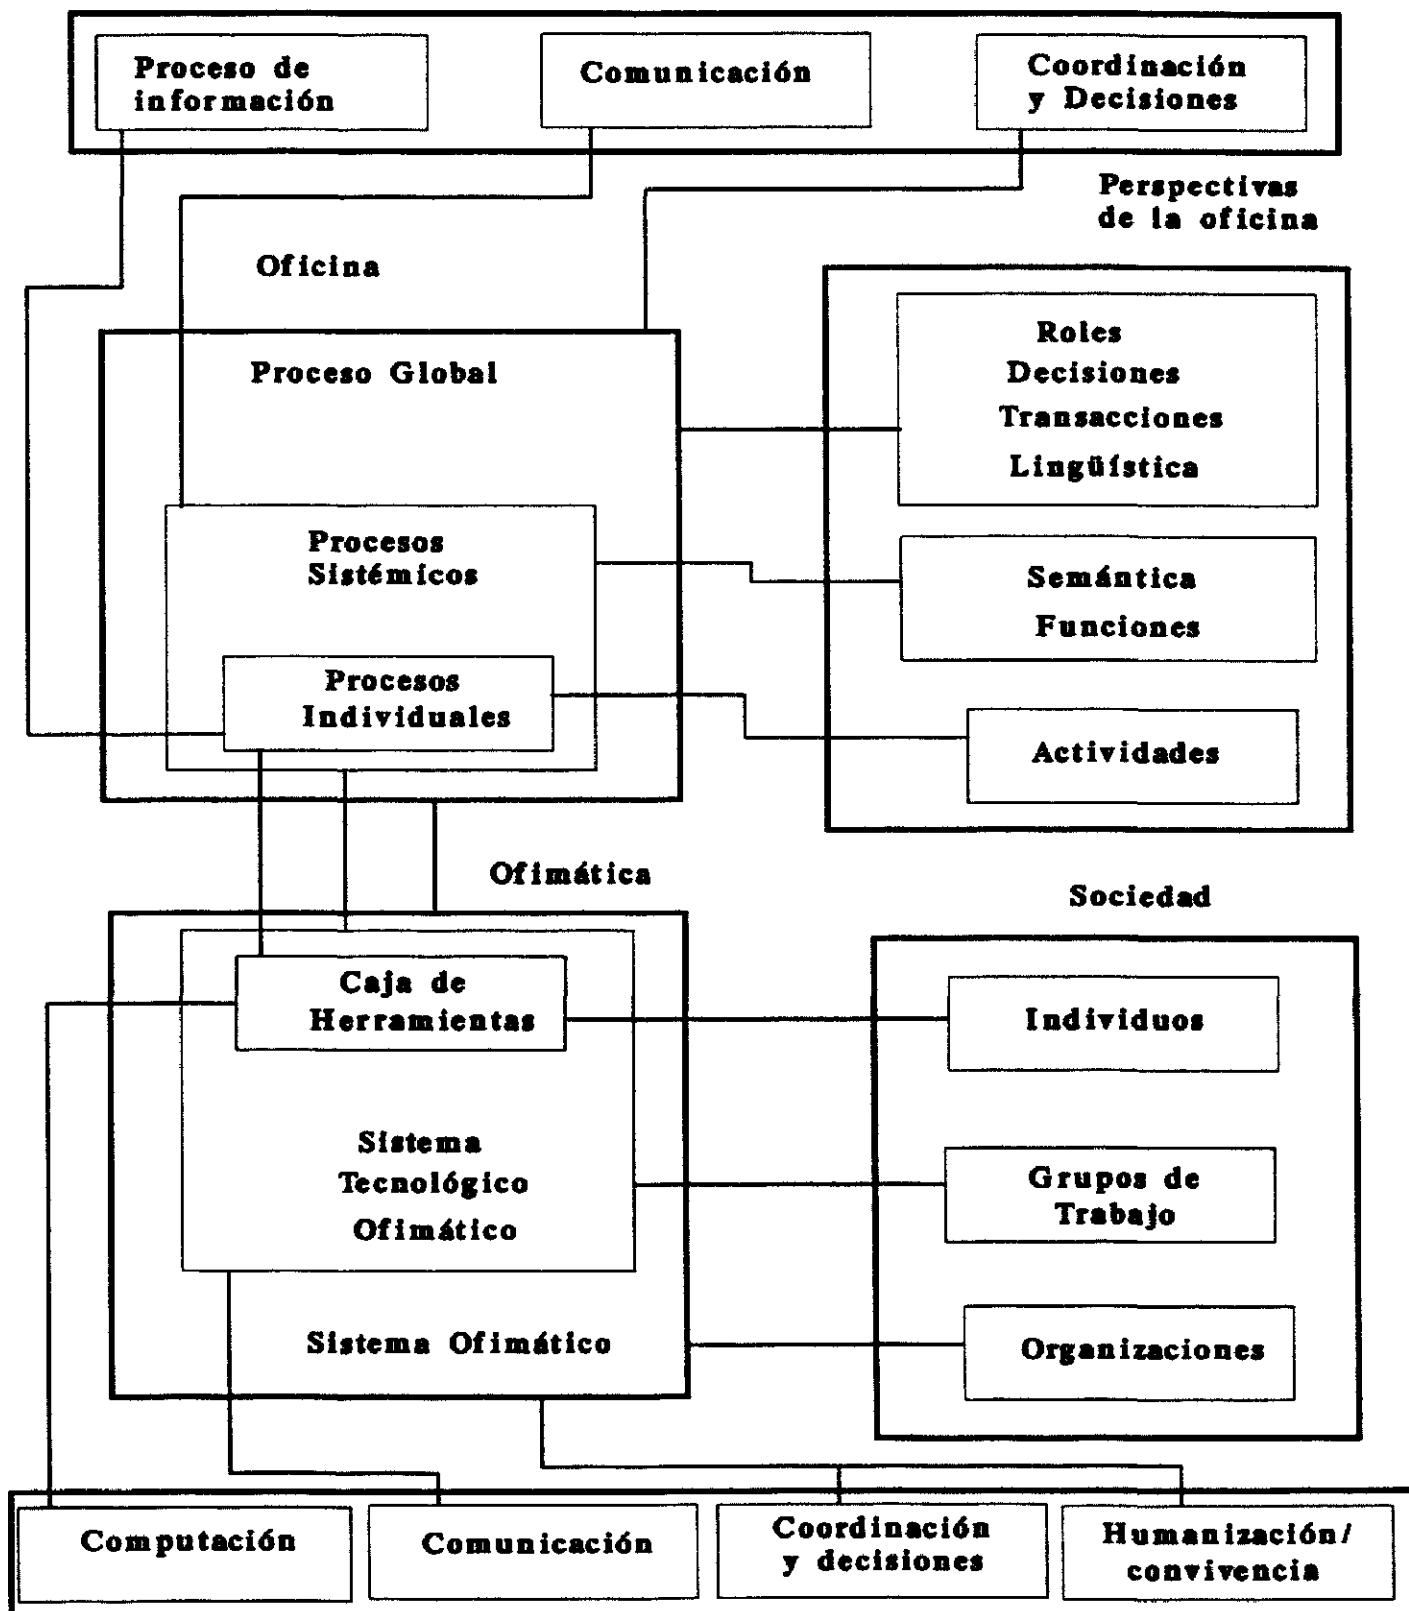 Proceso de
información
Comunicación
Coordinación
y Decisiones
Perspectivas
de la oficina
Oficina
Proceso Global
Roles
Decisiones
Transacciones
Lingüística
Procesos
Sistémicos
Semántica
Funciones
Procesos
Individuales
Actividades
Ofimática
Sociedad
Caja de
Herramientas
Individuos
Sistema
Tecnológico
Ofimático
Grupos de
Trabajo
Sistema Ofimático
Organizaciones
Computación
Comunicación
Coordinación
y decisiones
Humanización/
convivencia